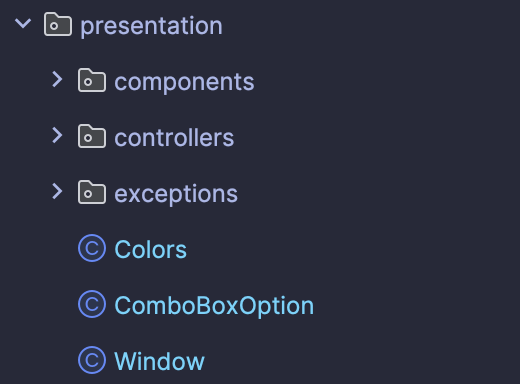 presentation
components
controllers
exceptions
C Colors
C ComboBoxOption
C Window